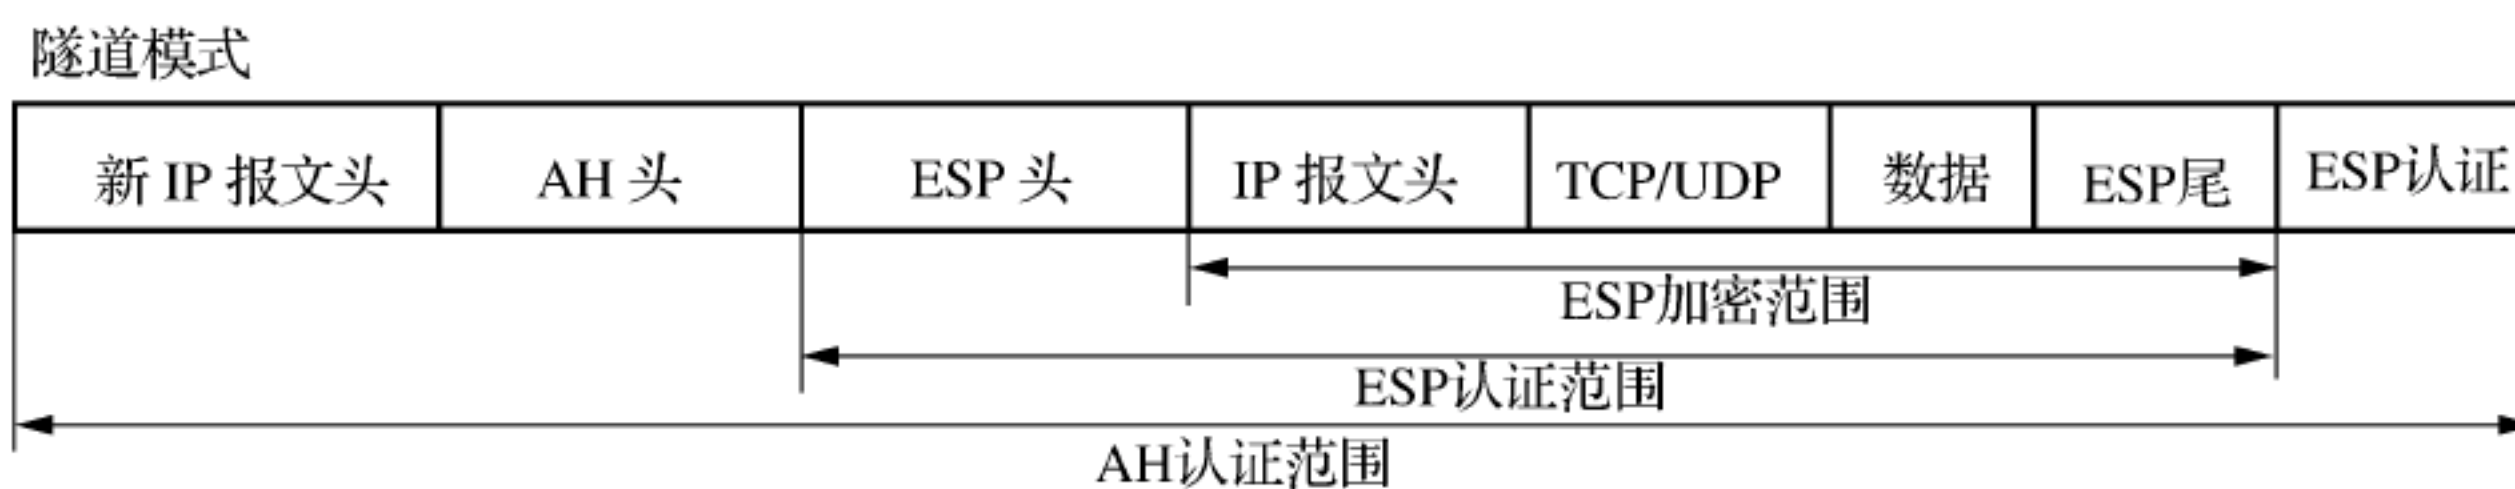 隧道模式
新 IP 报文头 AH 头 ESP 头 IP 报文头 TCP/UDP 数据 ESP尾 ESP认证
ESP加密范围
ESP认证范围
AH认证范围